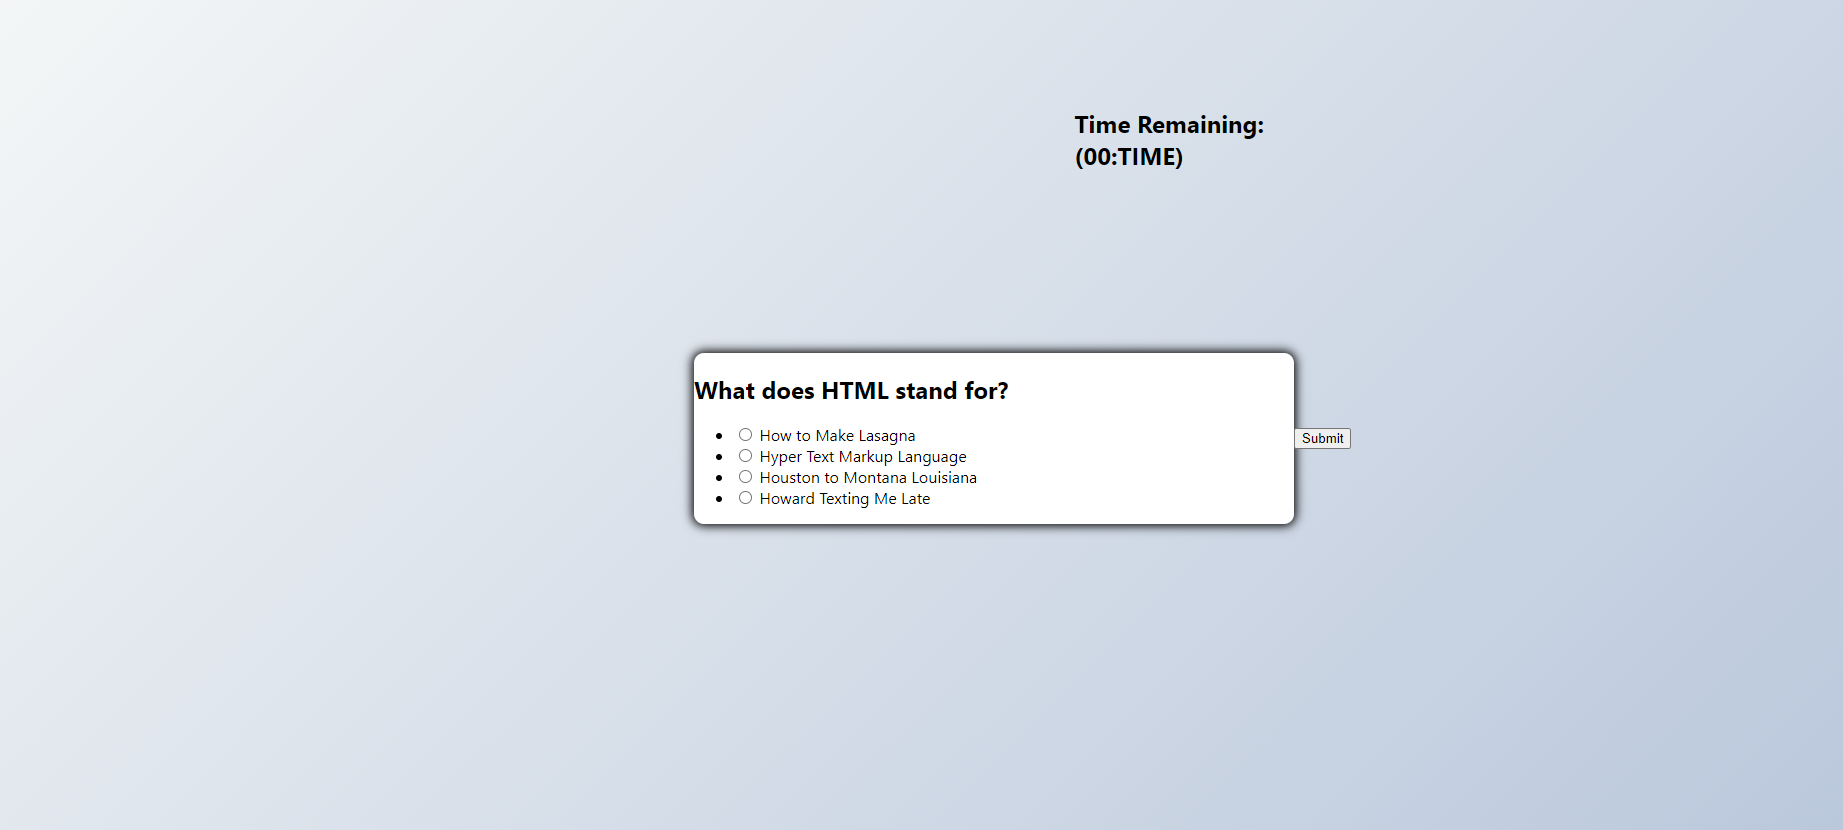 Time Remaining:
(00:TIME)
What does HTML stand for?
How to Make Lasagna
Hyper Text Markup Language
Houston to Montana Louisiana
Howard Texting Me Late
Submit